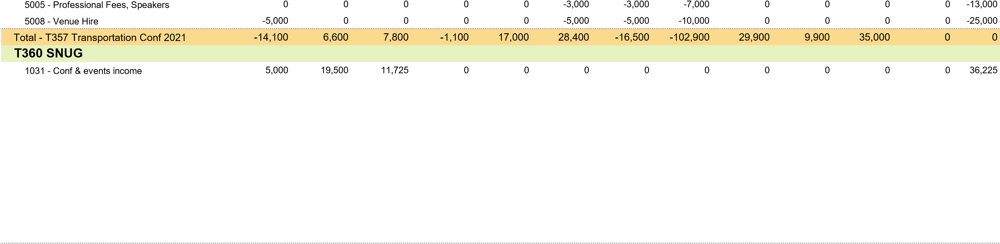 5005 - Professional Fees, Speakers 0 0 0 0 0 -3,000 -3,000 -7,000 0 0 0 0 -13,000
5008 - Venue Hire -5,000 0 0 0 0 -5,000 -5,000 -10,000 0 0 0 0 -25,000
Total - T357 Transportation Conf 2021 -14,100 6,600 7,800 -1,100 17,000 28,400 -16,500 -102,900 29,900 9,900 35,000 0 0
T360 SNUG
1031 - Conf & events income 5,000 19,500 11,725 0 0 0 0 0 0 0 0 0 36,225